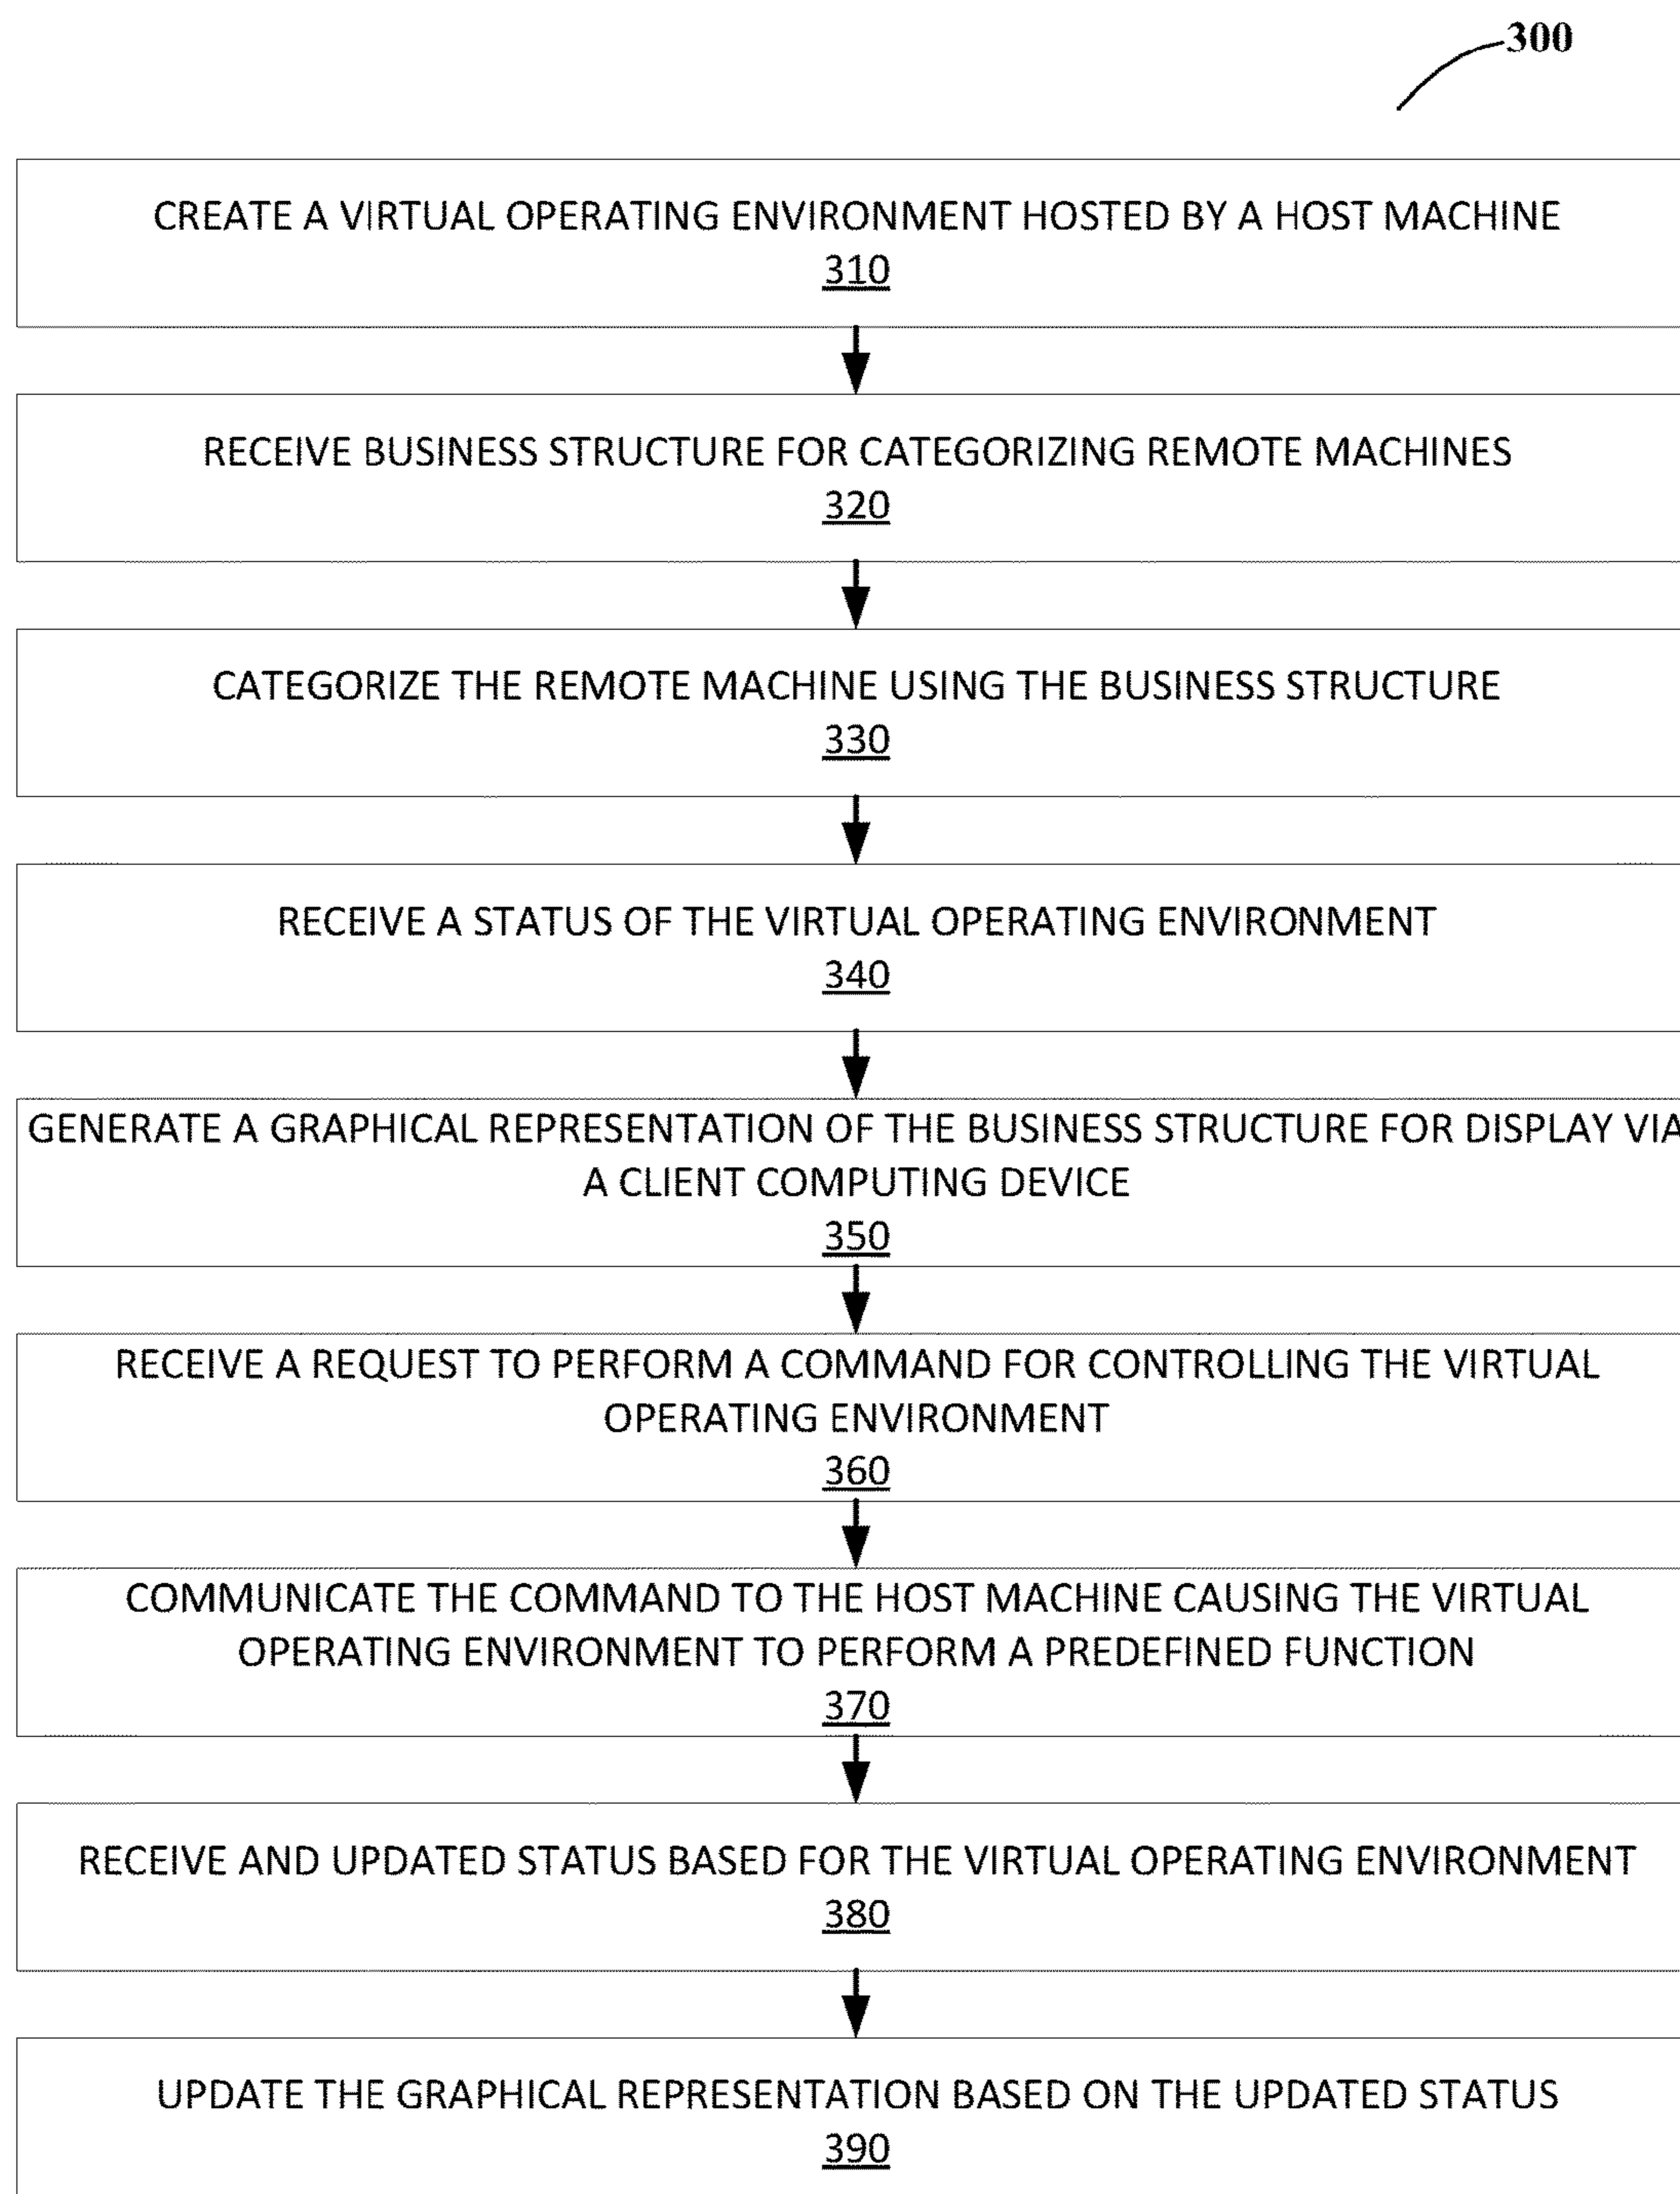 300
CREATE A VIRTUAL OPERATING ENVIRONMENT HOSTED BY A HOST MACHINE
310
RECEIVE BUSINESS STRUCTURE FOR CATEGORIZING REMOTE MACHINES
320
CATEGORIZE THE REMOTE MACHINE USING THE BUSINESS STRUCTURE
330
RECEIVE A STATUS OF THE VIRTUAL OPERATING ENVIRONMENT
340
GENERATE A GRAPHICAL REPRESENTATION OF THE BUSINESS STRUCTURE FOR DISPLAY VIA
A CLIENT COMPUTING DEVICE
350
RECEIVE A REQUEST TO PERFORM A COMMAND FOR CONTROLLING THE VIRTUAL
OPERATING ENVIRONMENT
360
COMMUNICATE THE COMMAND TO THE HOST MACHINE CAUSING THE VIRTUAL
OPERATING ENVIRONMENT TO PERFORM A PREDEFINED FUNCTION
370
RECEIVE AND UPDATED STATUS BASED FOR THE VIRTUAL OPERATING ENVIRONMENT
380
UPDATE THE GRAPHICAL REPRESENTATION BASED ON THE UPDATED STATUS
390